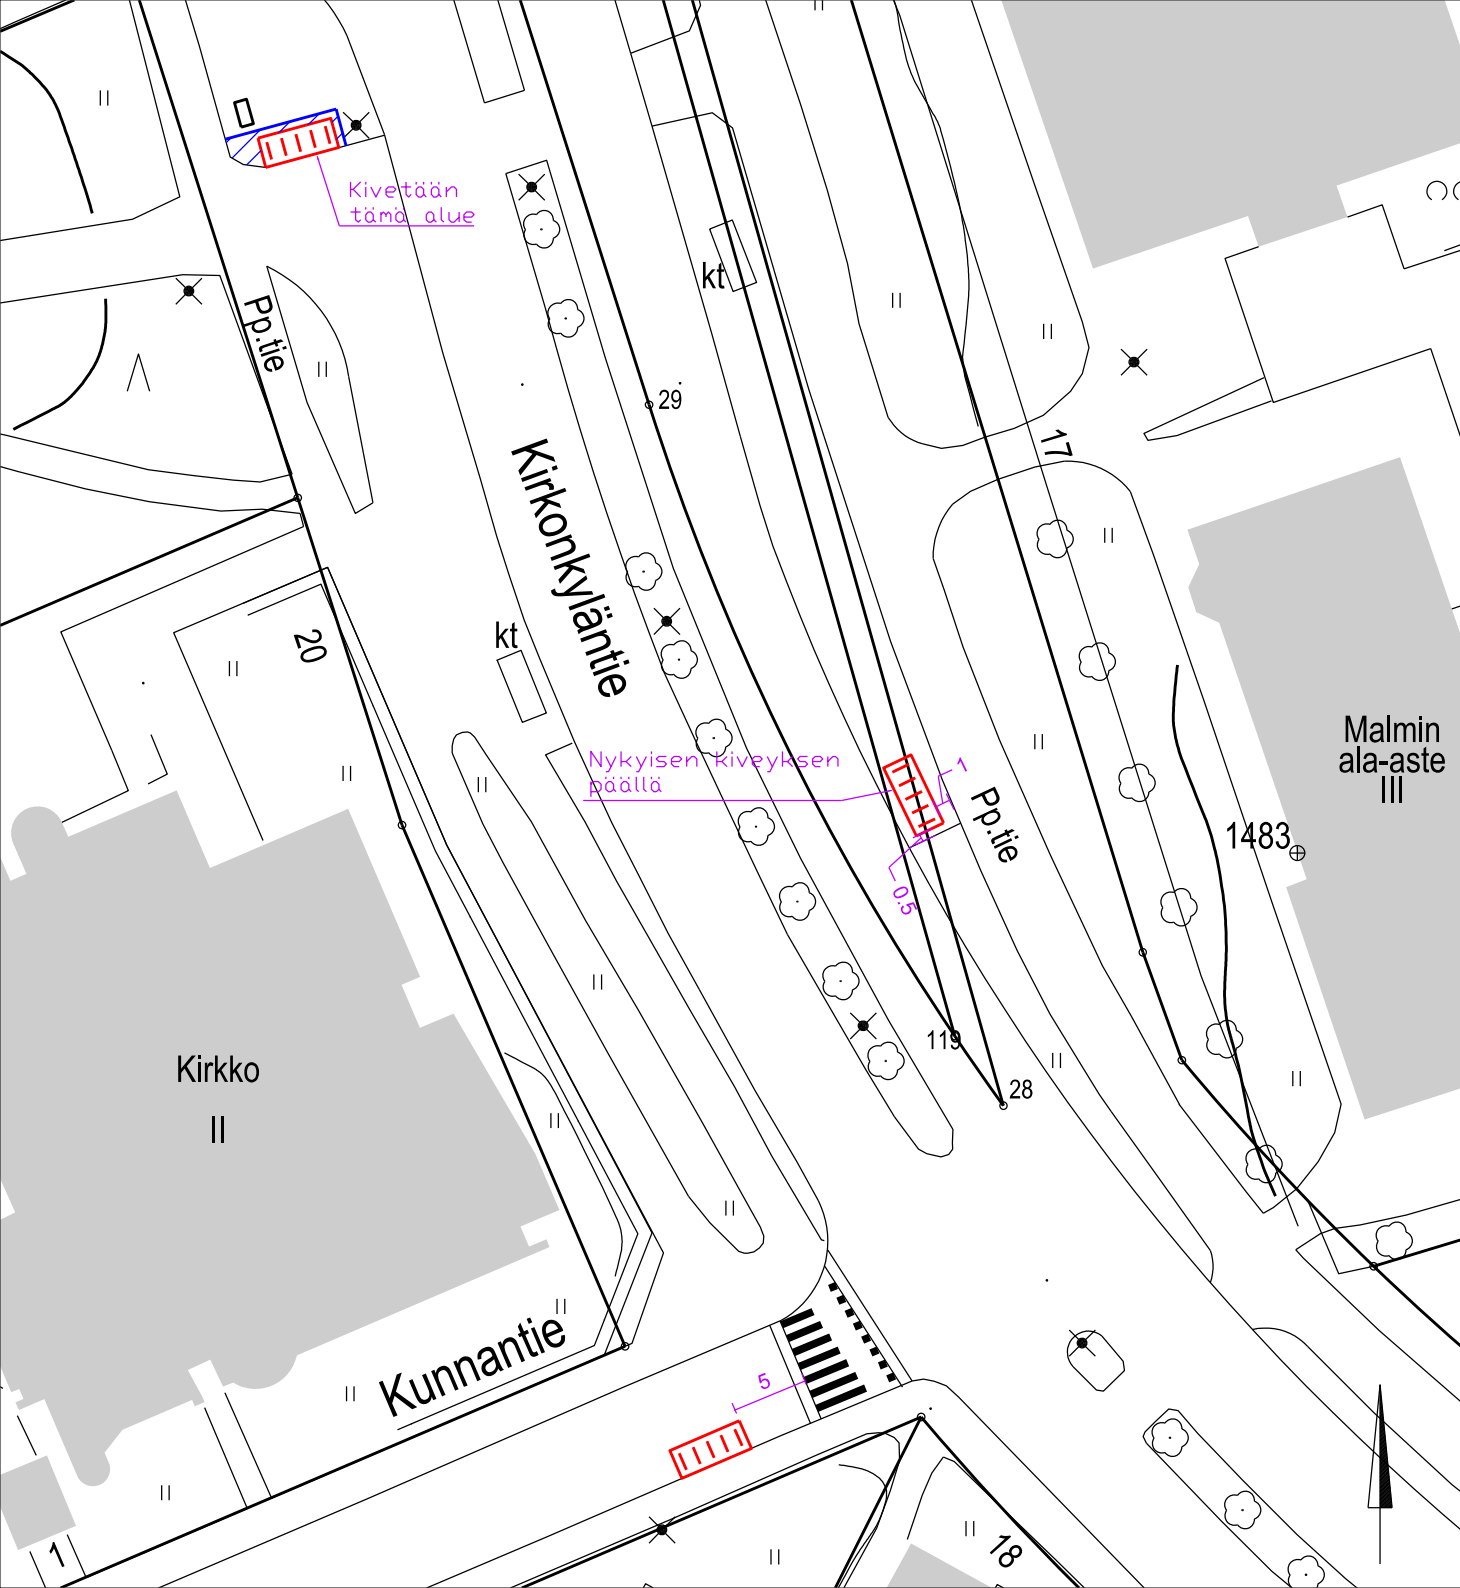 Kivetään
tämä alue
Pp.tie
kt
29
Kirkonkyläntie
17
20
kt
Nykyisen kiveyksen
päällä
1
Pp.tie
0.5
Malmin
ala-aste
III
1483
119
28
Kirkko
II
Kunnantie
5
1
18